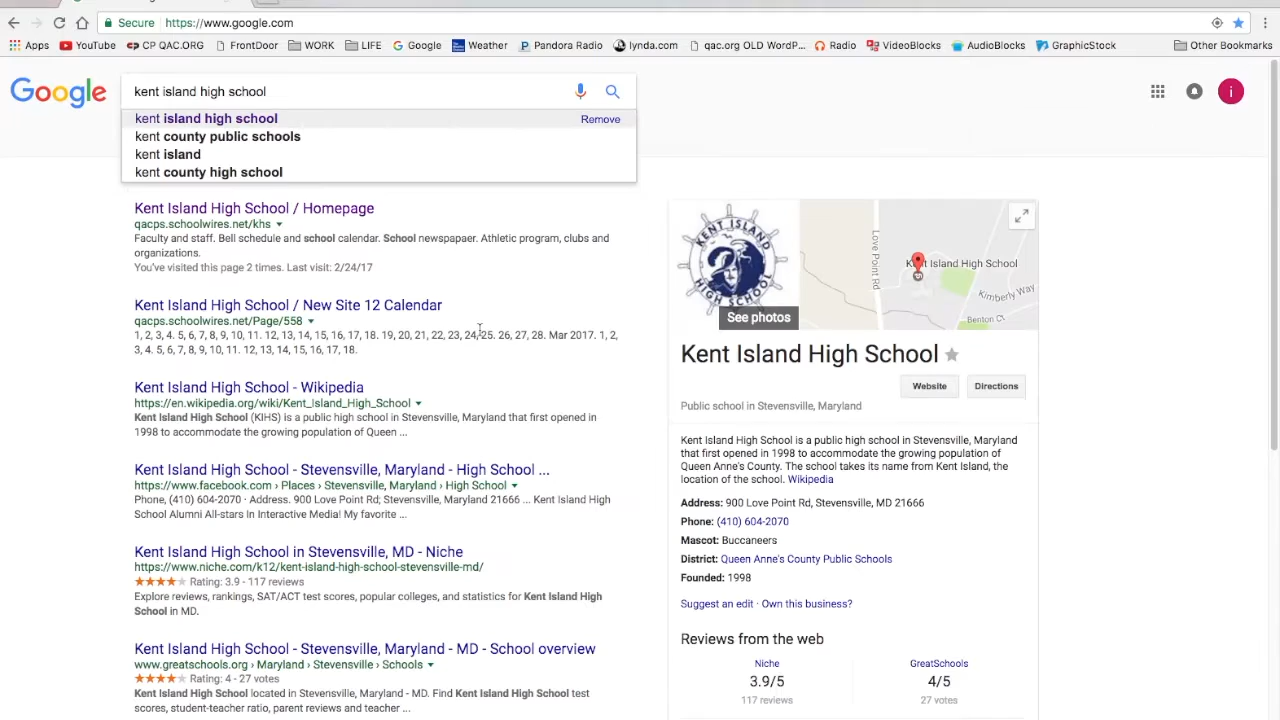 Secure https://www.google.com
Apps YouTube CP QAC.ORG FrontDoor WORK LIFE Google Weather Pandora Radio lynda.com qac.org OLD WordP... Radio VideoBlocks AudioBlocks GraphicStock Other Bookmarks
Google
kent island high school
i
kent island high school Remove
kent county public schools
kent island
kent county high school
Kent Island High School / Homepage
qacps.schoolwires.net/khs
Faculty and staff. Bell schedule and school calendar. School newspapaer. Athletic program, clubs and
organizations.
You've visited this page 2 times. Last visit: 2/24/17
Kent Island High School / New Site 12 Calendar
qacps.schoolwires.net/Page/558
1, 2, 3, 4. 5, 6, 7, 8, 9, 10, 11. 12, 13, 14, 15, 16, 17, 18. 19, 20, 21, 22, 23, 24, 25. 26, 27, 28. Mar 2017. 1, 2,
3, 4. 5, 6, 7, 8, 9, 10, 11. 12, 13, 14, 15, 16, 17, 18.
Kent Island High School - Wikipedia
https://en.wikipedia.org/wiki/Kent_Island_High_School
Kent Island High School (KIHS) is a public high school in Stevensville, Maryland that first opened in
1998 to accommodate the growing population of Queen ...
Kent Island High School - Stevensville, Maryland - High School ...
https://www.facebook.com › Places › Stevensville, Maryland › High School
Phone, (410) 604-2070 · Address. 900 Love Point Rd; Stevensville, Maryland 21666 ... Kent Island High
School Alumni All-stars In Interactive Media! My favorite ...
Kent Island High School in Stevensville, MD - Niche
https://www.niche.com/k12/kent-island-high-school-stevensville-md/
Rating: 3.9 - 117 reviews
Explore reviews, rankings, SAT/ACT test scores, popular colleges, and statistics for Kent Island High
School in MD.
Kent Island High School - Stevensville, Maryland - MD - School overview
www.greatschools.org › Maryland › Stevensville › Schools
Rating: 4 - 27 votes
Kent Island High School located in Stevensville, Maryland - MD. Find Kent Island High School test
scores, student-teacher ratio, parent reviews and teacher ...
KENT ISLAND
HIGH SCHOOL
See photos
Love Point Rd
Kent Island High School
Kimberly Way
Benton Ct
Kent Island High School
Website Directions
Public school in Stevensville, Maryland
Kent Island High School is a public high school in Stevensville, Maryland
that first opened in 1998 to accommodate the growing population of
Queen Anne's County. The school takes its name from Kent Island, the
location of the school. Wikipedia
Address: 900 Love Point Rd, Stevensville, MD 21666
Phone: (410) 604-2070
Mascot: Buccaneers
District: Queen Anne's County Public Schools
Founded: 1998
Suggest an edit · Own this business?
Reviews from the web
Niche GreatSchools
3.9/5 4/5
117 reviews 27 votes